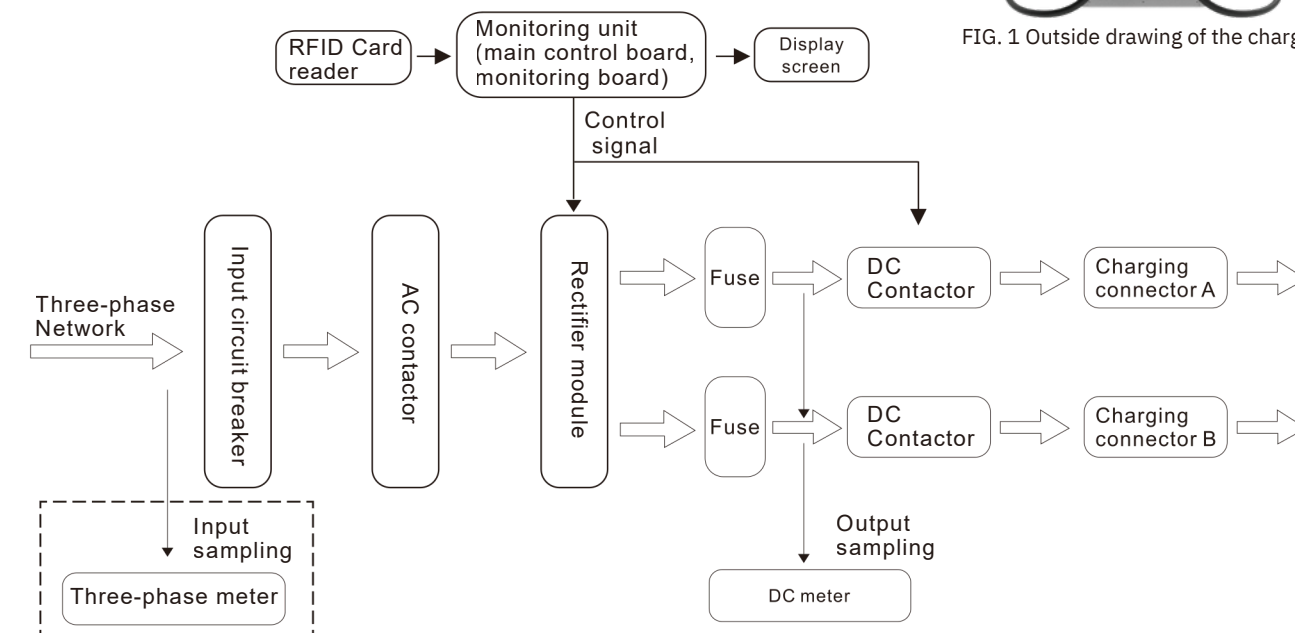 FIG. 1 Outside drawing of the charg
RFID Card
reader
Monitoring unit
(main control board,
monitoring board)
Display
screen
Control
signal
Three-phase
Network
Input circuit breaker
AC contactor
Rectifier module
Fuse
DC
Contactor
Charging
connector A
Fuse
DC
Contactor
Charging
connector B
Input
sampling
Three-phase meter
Output
sampling
DC meter